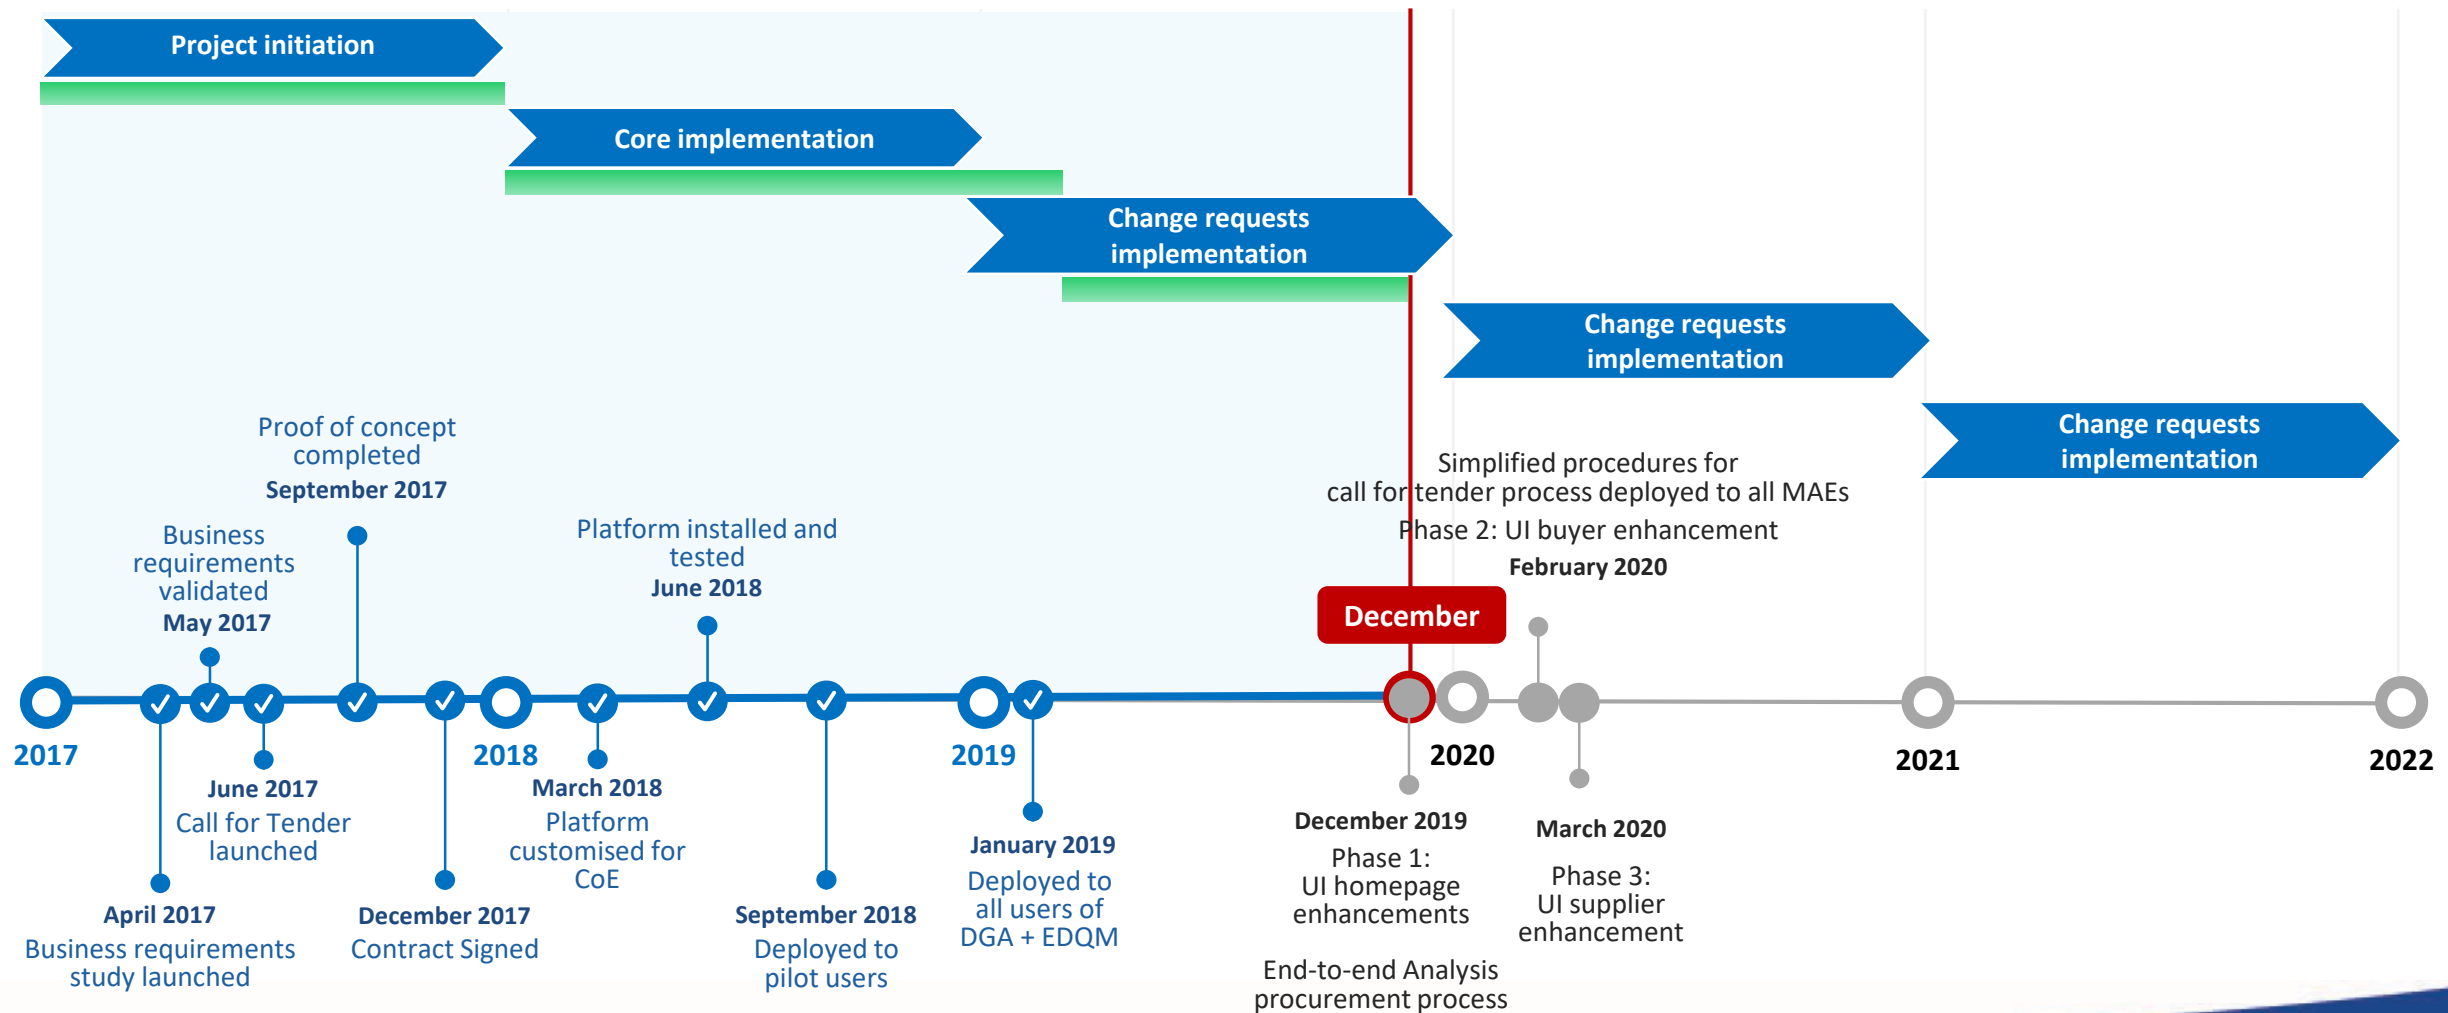 Project initiation
Core implementation
Change requests
implementation
Change requests
implementation
Change requests
implementation
Proof of concept
completed
September 2017
Business
requirements
validated
May 2017
Platform installed and
tested
June 2018
Simplified procedures for
call for tender process deployed to all MAEs
Phase 2: UI buyer enhancement
February 2020
December
2017
2018
2019
2020
2021
2022
June 2017
Call for Tender
launched
April 2017
Business requirements
study launched
December 2017
Contract Signed
March 2018
Platform
customised for
CoE
September 2018
Deployed to
pilot users
January 2019
Deployed to
all users of
DGA + EDQM
December 2019
Phase 1:
UI homepage
enhancements
End-to-end Analysis
procurement process
March 2020
Phase 3:
UI supplier
enhancement